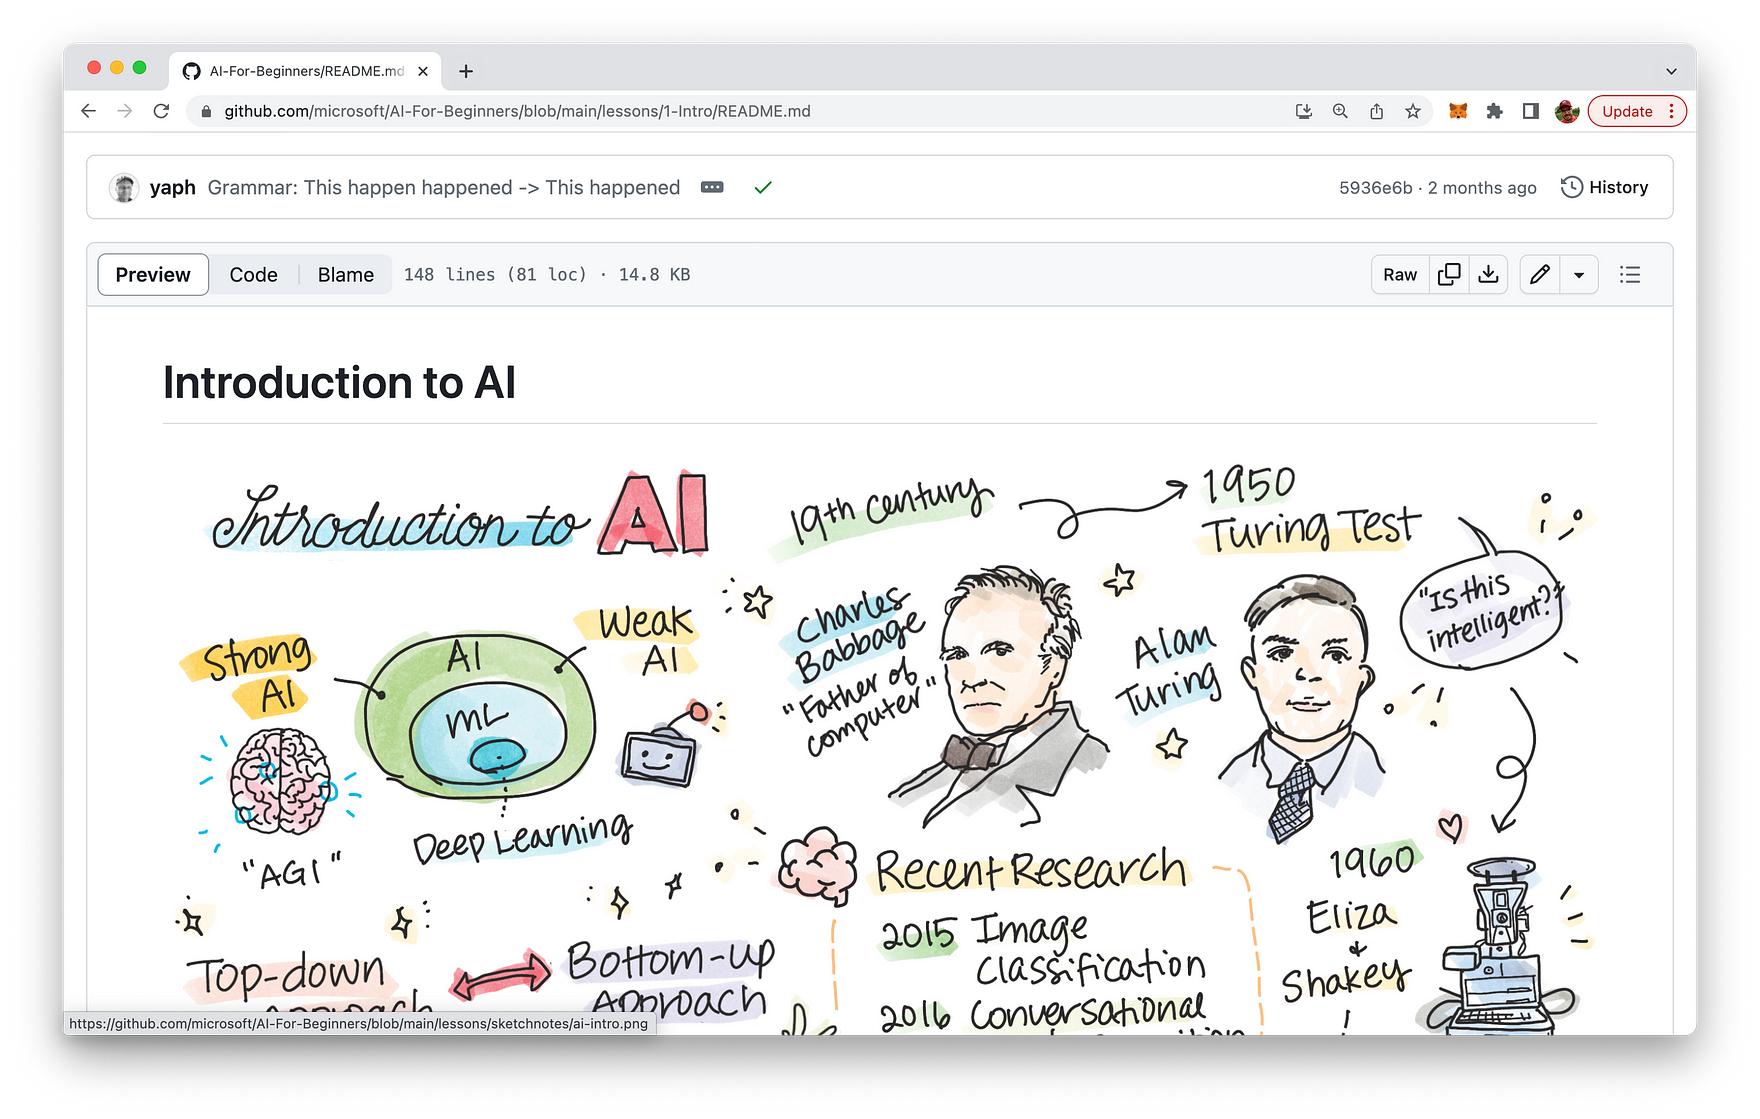 AI-For-Beginners/README.md
github.com/microsoft/AI-For-Beginners/blob/main/lessons/1-Intro/README.md
Update
yaph Grammar: This happen happened -> This happened
5936e6b · 2 months ago
History
Preview
Code
Blame
148 lines (81 loc) · 14.8 KB
Raw
Introduction to AI
Introduction to AI
19th century
1950
Turing Test
"Is this
intelligent?"
Strong
AI
AI
ML
Weak
AI
Charles
Babbage
"Father of
computer"
Alan
Turing
"AGI"
Deep Learning
Recent Research
2015 Image
Classification
2016 Conversational
1960
Eliza
&
Shakey
Top-down
Approach
Bottom-up
Approach
https://github.com/microsoft/AI-For-Beginners/blob/main/lessons/sketchnotes/ai-intro.png